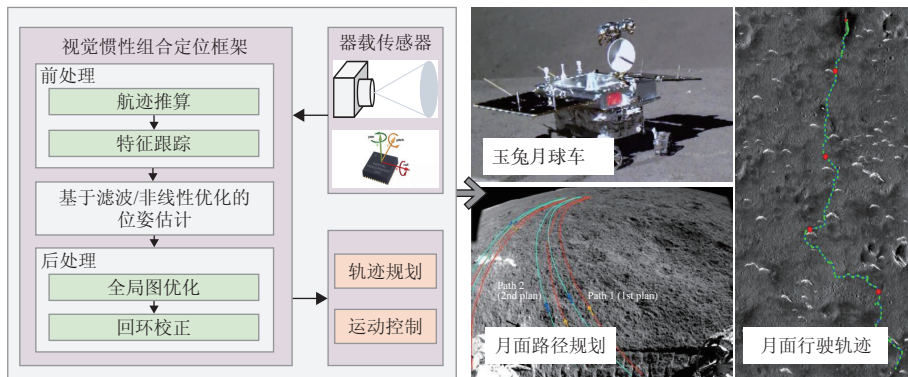 视觉惯性组合定位框架
前处理
航迹推算
特征跟踪
基于滤波/非线性优化的
位姿估计
后处理
全局图优化
回环校正
器载传感器
轨迹规划
运动控制
玉兔月球车
Path 2
(2nd plan)
Path 1 (1st plan)
月面路径规划
月面行驶轨迹